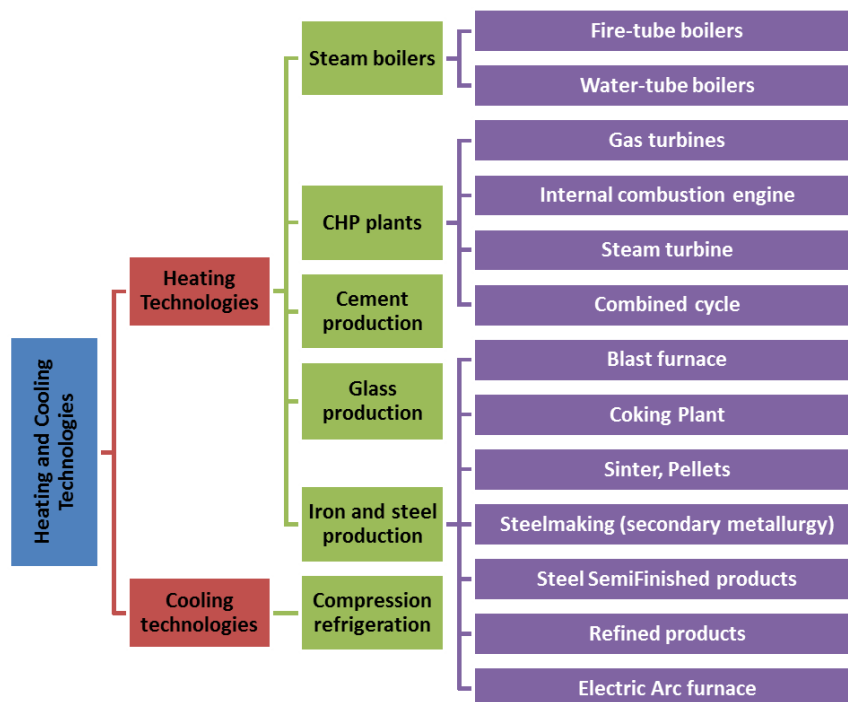 Heating and Cooling
Technologies
Heating
Technologies
Cooling
technologies
Steam boilers
CHP plants
Cement
production
Glass
production
Iron and steel
production
Compression
refrigeration
Fire-tube boilers
Water-tube boilers
Gas turbines
Internal combustion engine
Steam turbine
Combined cycle
Blast furnace
Coking Plant
Sinter, Pellets
Steelmaking (secondary metallurgy)
Steel SemiFinished products
Refined products
Electric Arc furnace